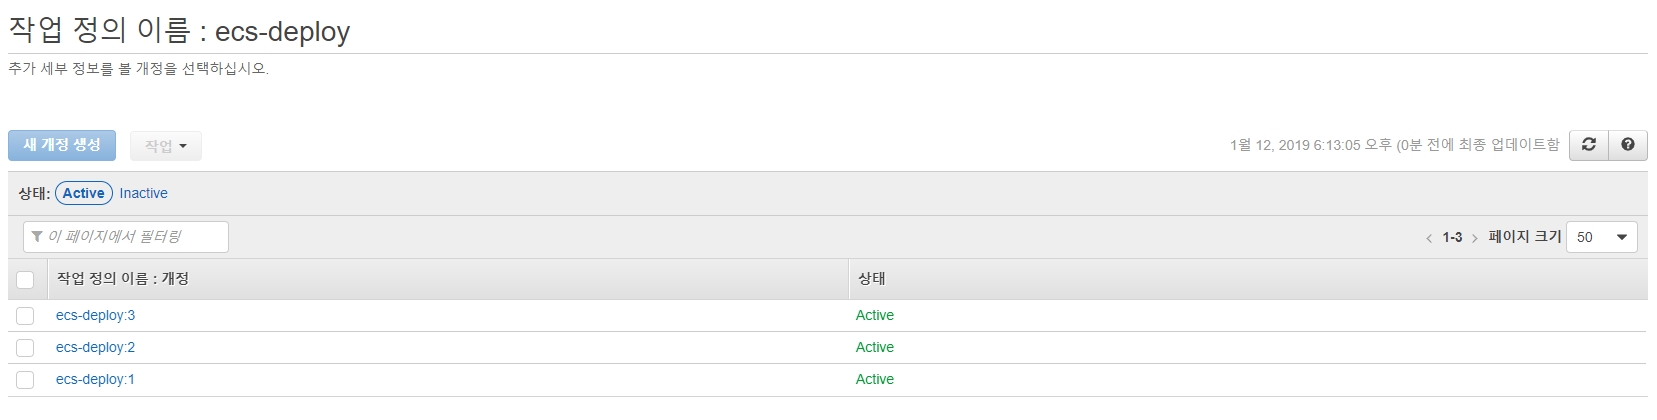 작업 정의 이름 : ecs-deploy
추가 세부 정보를 볼 개정을 선택하십시오.
새 개정 생성 작업 1월 12, 2019 6:13:05 오후 (0분 전에 최종 업데이트함
상태: Active Inactive
이 페이지에서 필터링 < 1-3 > 페이지 크기 50
작업 정의 이름 : 개정 상태
ecs-deploy:3 Active
ecs-deploy:2 Active
ecs-deploy:1 Active